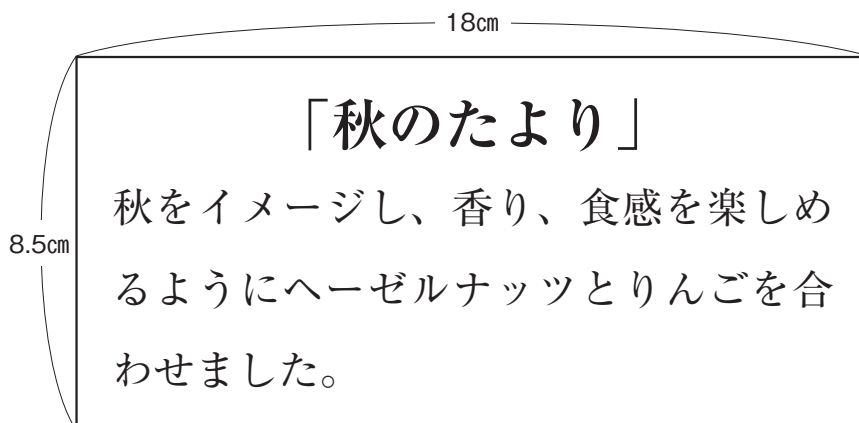 18㎝
8.5㎝
「秋のたより」
秋をイメージし、香り、食感を楽しめ
るようにヘーゼルナッツとりんごを合
わせました。